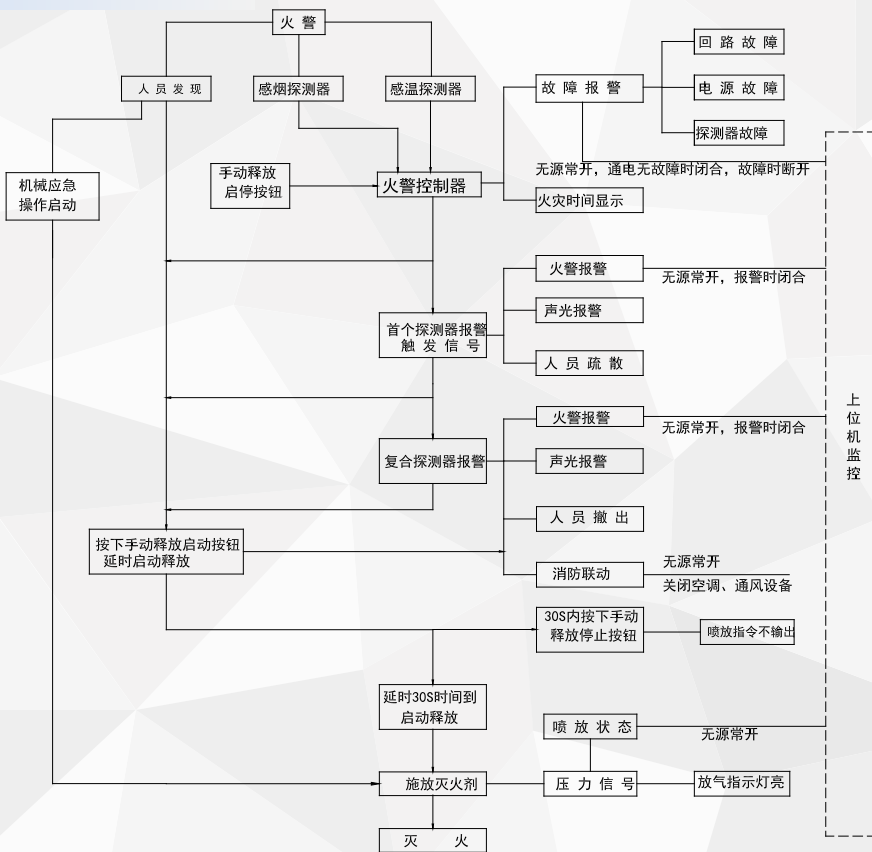 火 警
回 路 故 障
人 员 发 现
感烟探测器
感温探测器
故 障 报 警
电 源 故 障
探测器故障
无源常开，通电无故障时闭合，故障时断开
手动释放
启停按钮
火警控制器
机械应急
操作启动
火灾时间显示
火警报警
无源常开，报警时闭合
声光报警
首个探测器报警
触 发 信 号
人 员 疏 散
火警报警
无源常开，报警时闭合
上位机监控
复合探测器报警
声光报警
人 员 撤 出
按下手动释放启动按钮
延时启动释放
无源常开
消防联动
关闭空调、通风设备
30S内按下手动
释放停止按钮
喷放指令不输出
延时30S时间到
启动释放
喷 放 状 态
无源常开
施放灭火剂
压 力 信 号
放气指示灯亮
灭 火